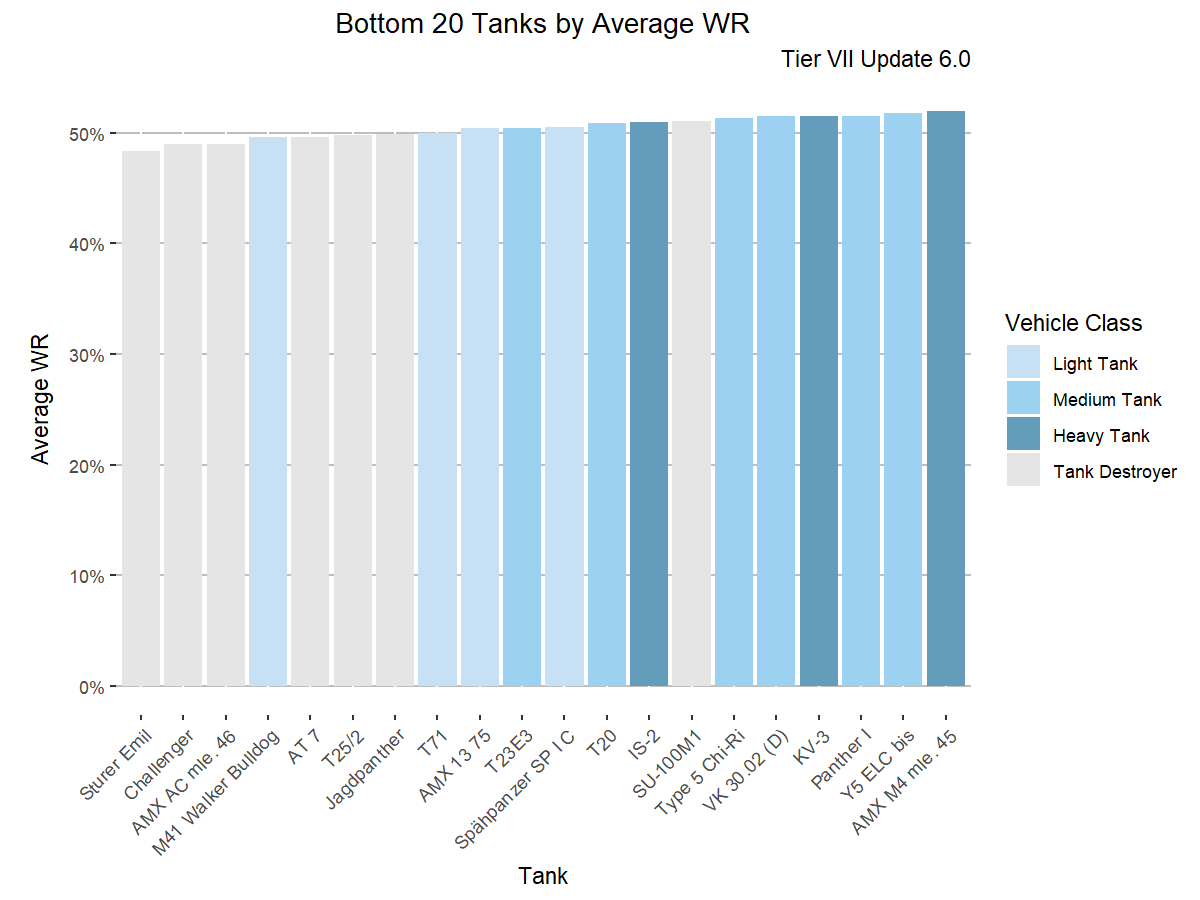 Bottom 20 Tanks by Average WR
Tier VII Update 6.0
50%
40%
30%
20%
10%
0%
Average WR
Sturer Emil
Challenger
AMX AC mle. 46
M41 Walker Bulldog
AT 7
T25/2
Jagdpanther
T71
AMX 13 75
T23E3
Spähpanzer SP I C
T20
IS-2
SU-100M1
Type 5 Chi-Ri
VK 30.02 (D)
KV-3
Panther I
Y5 ELC bis
AMX M4 mle. 45
Tank
Vehicle Class
Light Tank
Medium Tank
Heavy Tank
Tank Destroyer